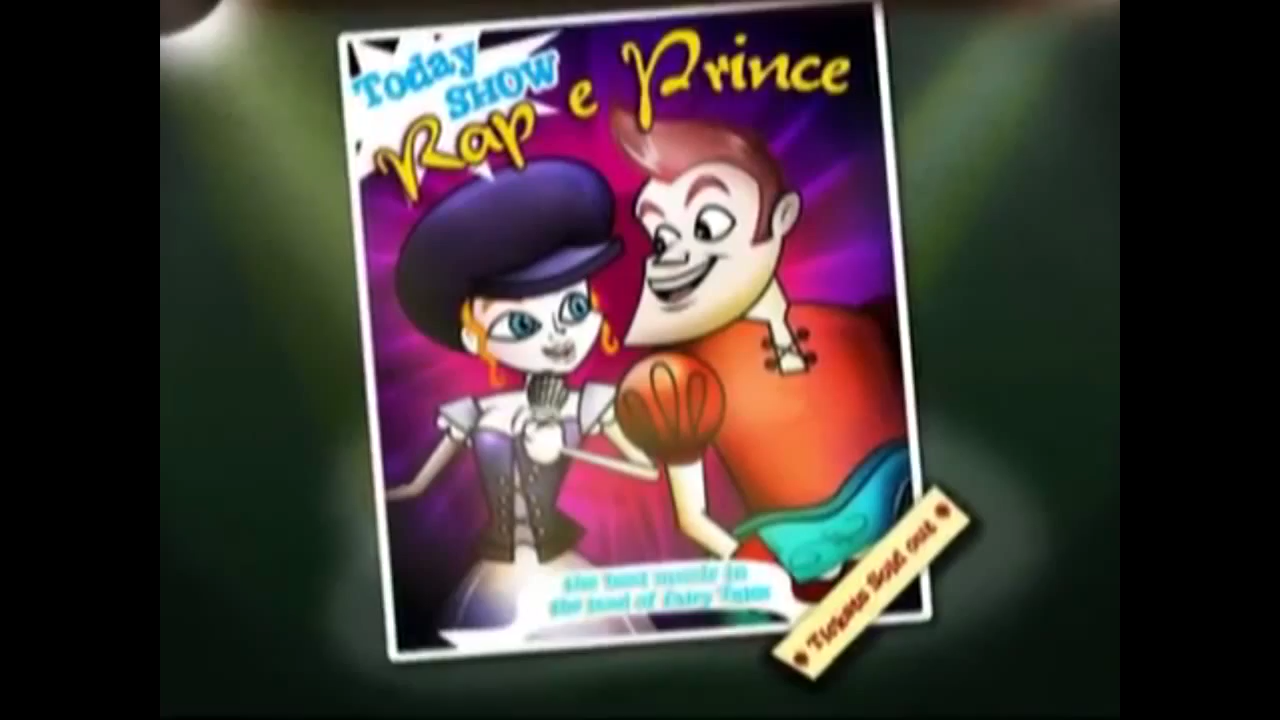 Today
SHOW
Rap e Prince
the best music in
the land of Fairy Tales
Tickets Sold out